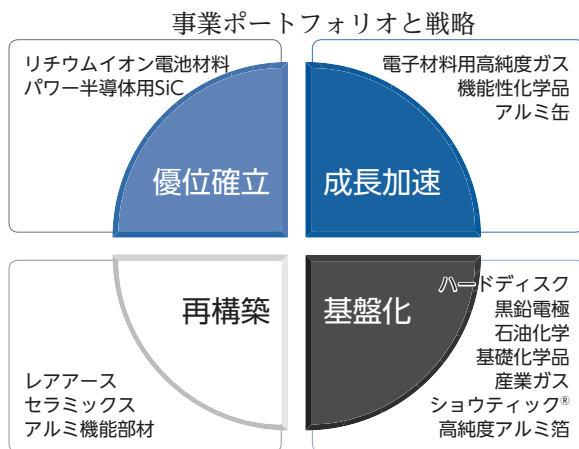 事業ポートフォリオと戦略
リチウムイオン電池材料
パワー半導体用SiC
優位確立
電子材料用高純度ガス
機能性化学品
アルミ缶
成長加速
再構築
レアアース
セラミックス
アルミ機能部材
基盤化
ハードディスク
黒鉛電極
石油化学
基礎化学品
産業ガス
ショウティック®
高純度アルミ箔